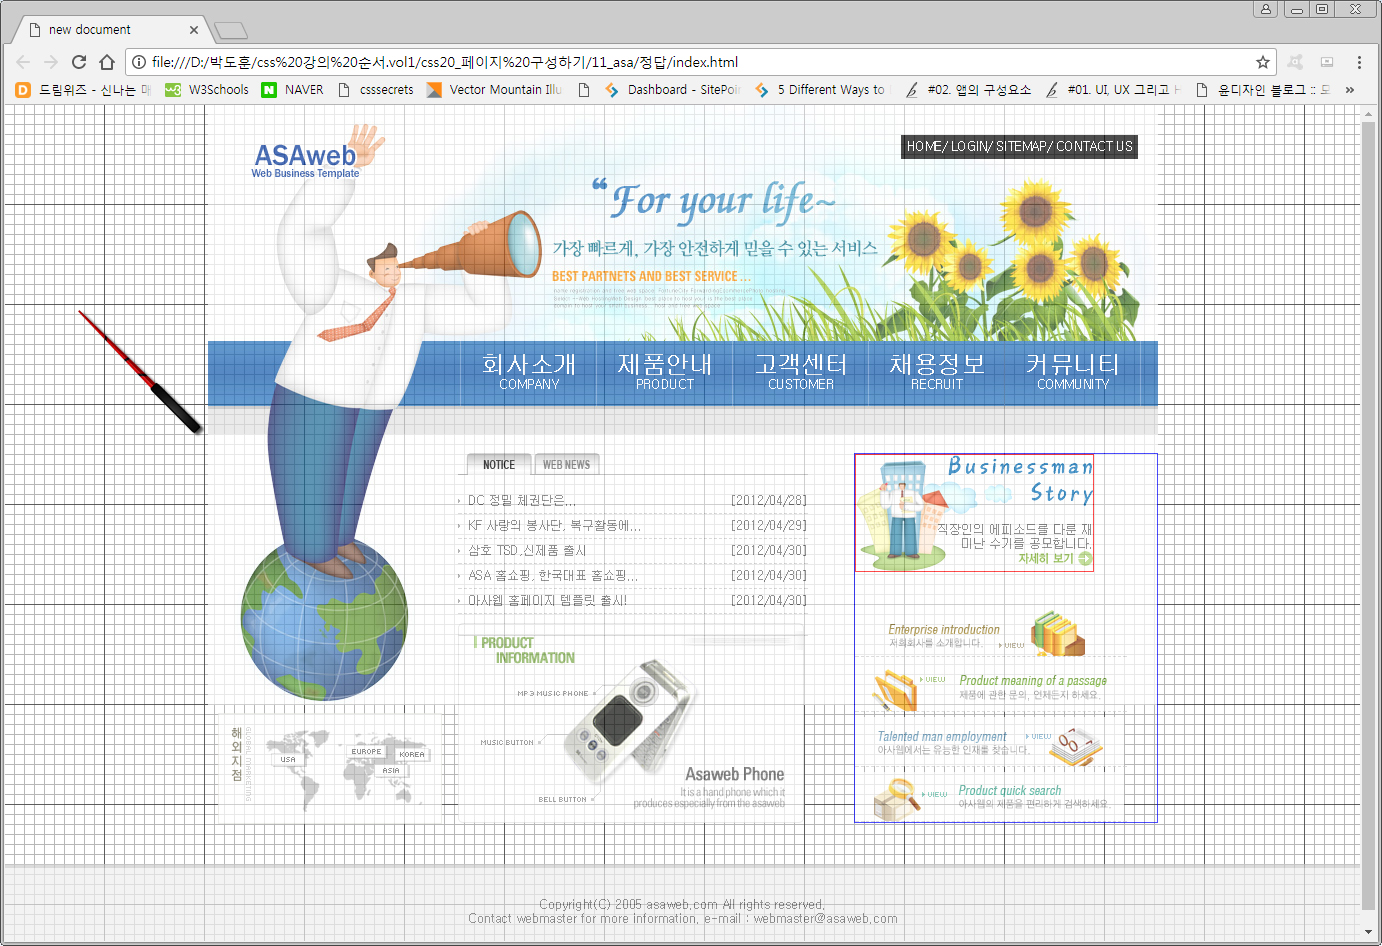 new document
file:///D:/박도훈/css%20강의%20순서.vol1/css20_페이지%20구성하기/11_asa/정답/index.html
드림위즈 - 신나는 W3Schools NAVER csssecrets Vector Mountain Illu Dashboard - SitePoin 5 Different Ways to #02. 앱의 구성요소 #01. UI, UX 그리고 윤디자인 블로그 ::
ASAweb
Web Business Template
HOME/ LOGIN/ SITEMAP/ CONTACT US
“For your life~
가장 빠르게, 가장 안전하게 믿을 수 있는 서비스
BEST PARTNETS AND BEST SERVICE ...
회사소개 제품안내 고객센터 채용정보 커뮤니티
COMPANY PRODUCT CUSTOMER RECRUIT COMMUNITY
NOTICE WEB NEWS
DC 정밀 체권단은... [2012/04/28]
KF 사랑의 봉사단, 복구활동에... [2012/04/29]
삼호 TSD,신제품 출시 [2012/04/30]
ASA 홈쇼핑, 한국대표 홈쇼핑... [2012/04/30]
아사웹 홈페이지 템플릿 출시! [2012/04/30]
Businessman
Story
직장인의 에피소드를 다룬 재
미난 수기를 공모합니다.
자세히 보기
PRODUCT
INFORMATION
MP3 MUSIC PHONE
MUSIC BUTTON
BELL BUTTON
Asaweb Phone
It is a hand phone which it
produces especially from the asaweb
Enterprise introduction
저희회사를 소개합니다.
VIEW
VIEW
Product meaning of a passage
제품에 관한 문의, 언제든지 하세요.
Talented man employment
VIEW
아사웹에서는 유능한 인재를 찾습니다.
Product quick search
VIEW
아사웹의 제품을 편리하게 검색하세요.
해외지점
GLOBAL MARKETING
USA
EUROPE
KOREA
ASIA
Copyright(C) 2005 asaweb.com All rights reserved.
Contact webmaster for more information. e-mail : webmaster@asaweb.com